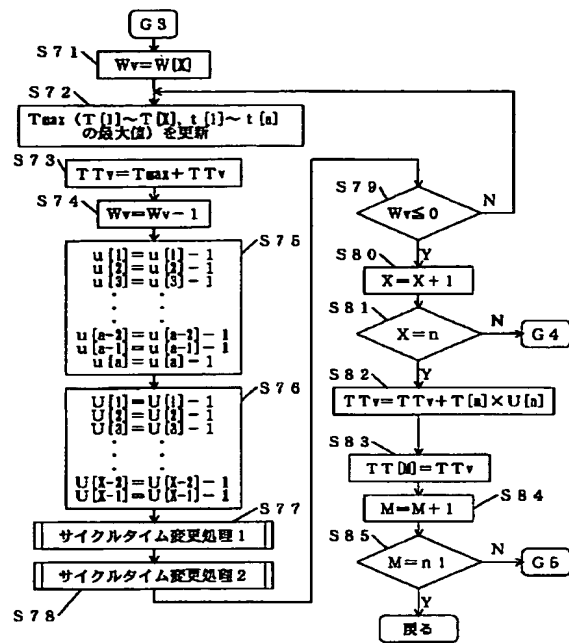 G3
S71
Wv=W[X]
S72
Tmax (T[1]～T[X]、t[1]～t[a]
の最大値) を更新
S73
TTv=Tmax+TTv
S74
Wv=Wv-1
S75
u[1]=u[1]-1
u[2]=u[2]-1
u[3]=u[3]-1
u[a-2]=u[a-2]-1
u[a-1]=u[a-1]-1
u[a]=u[a]-1
S76
U[1]=U[1]-1
U[2]=U[2]-1
U[3]=U[3]-1
U[X-2]=U[X-2]-1
U[X-1]=U[X-1]-1
S77
サイクルタイム変更処理1
サイクルタイム変更処理2
S78
S79
Wv≦0
N
Y
S80
X=X+1
S81
X=n
N
G4
Y
S82
TTv=TTv+T[n]×U[n]
S83
TT[M]=TTv
S84
M=M+1
S85
M=n!
N
G5
Y
戻る